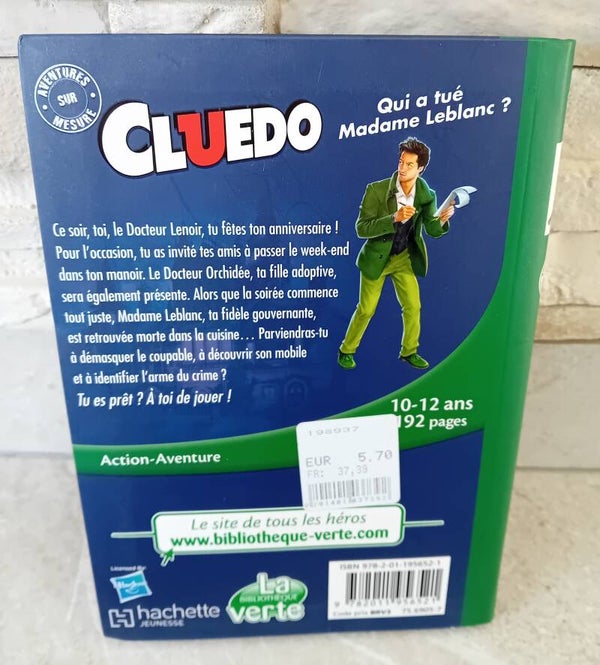 AVENTURES
SUR
MESURE
CLUEDO
Qui a tué
Madame Leblanc ?
Ce soir, toi, le Docteur Lenoir, tu fêtes ton anniversaire !
Pour l'occasion, tu as invité tes amis à passer le week-end
dans ton manoir. Le Docteur Orchidée, ta fille adoptive,
sera également présente. Alors que la soirée commence
tout juste, Madame Leblanc, ta fidèle gouvernante,
est retrouvée morte dans la cuisine... Parviendras-tu
à démasquer le coupable, à découvrir son mobile
et à identifier l'arme du crime ?
Tu es prêt ? À toi de jouer !
10-12 ans
192 pages
198937
EUR 5.70
FR: 37,39
Action-Aventure
Le site de tous les héros
www.bibliotheque-verte.com
Licensed By:
Hasbro
hachette
JEUNESSE
La
BIBLIOTHÈQUE
verte
ISBN 978-2-01-195652-1
9 782011 956521